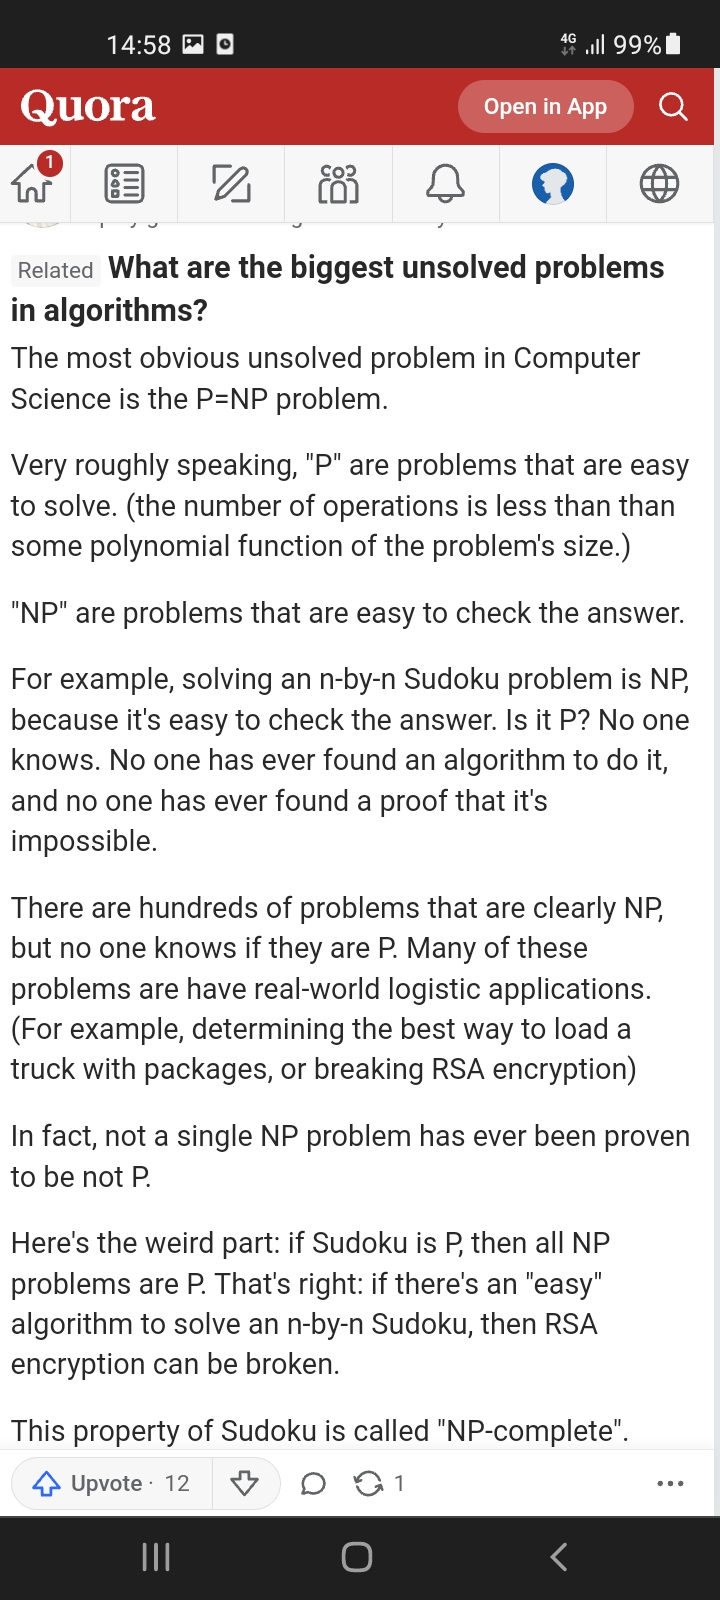 14:58
4G
99%
Quora
Open in App
1
Related What are the biggest unsolved problems
in algorithms?
The most obvious unsolved problem in Computer
Science is the P=NP problem.
Very roughly speaking, "P" are problems that are easy
to solve. (the number of operations is less than than
some polynomial function of the problem's size.)
"NP" are problems that are easy to check the answer.
For example, solving an n-by-n Sudoku problem is NP,
because it's easy to check the answer. Is it P? No one
knows. No one has ever found an algorithm to do it,
and no one has ever found a proof that it's
impossible.
There are hundreds of problems that are clearly NP,
but no one knows if they are P. Many of these
problems are have real-world logistic applications.
(For example, determining the best way to load a
truck with packages, or breaking RSA encryption)
In fact, not a single NP problem has ever been proven
to be not P.
Here's the weird part: if Sudoku is P, then all NP
problems are P. That's right: if there's an "easy"
algorithm to solve an n-by-n Sudoku, then RSA
encryption can be broken.
This property of Sudoku is called "NP-complete".
Upvote · 12
1